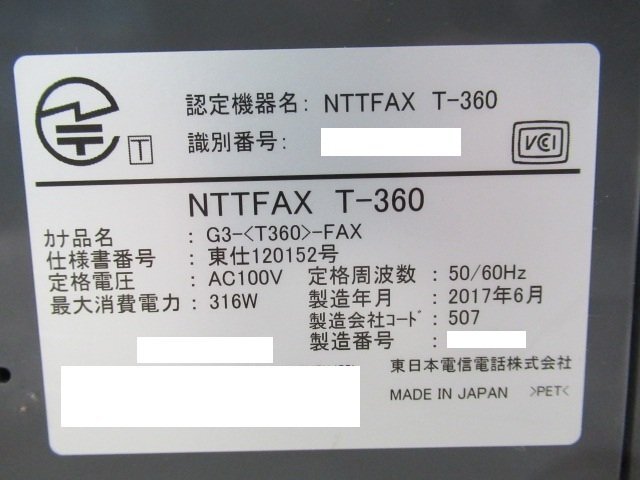 認定機器名: NTTFAX T-360
T
識別番号:
VCI
NTTFAX T-360
カナ品名 : G3-<T360>-FAX
仕様書番号 : 東仕120152号
定格電圧 : AC100V 定格周波数 : 50/60Hz
最大消費電力 : 316W 製造年月 : 2017年6月
製造会社コード : 507
製造番号 :
東日本電信電話株式会社
MADE IN JAPAN >PET<